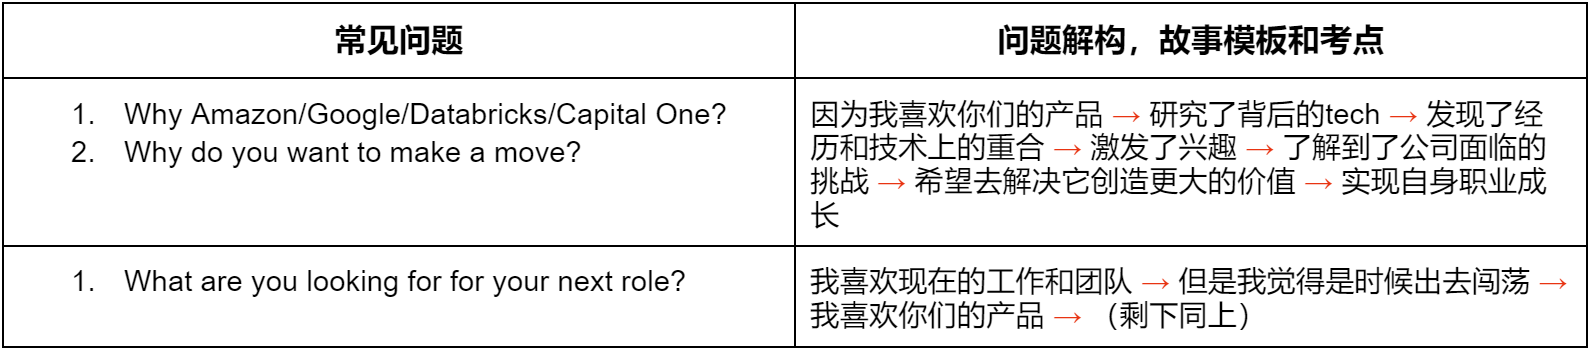 常见问题
问题解构，故事模板和考点
1. Why Amazon/Google/Databricks/Capital One?
2. Why do you want to make a move?
因为我喜欢你们的产品 → 研究了背后的tech → 发现了经
历和技术上的重合 → 激发了兴趣 → 了解到了公司面临的
挑战 → 希望去解决它创造更大的价值 → 实现自身职业成
长
1. What are you looking for for your next role?
我喜欢现在的工作和团队 → 但是我觉得是时候出去闯荡 →
我喜欢你们的产品 → （剩下同上）